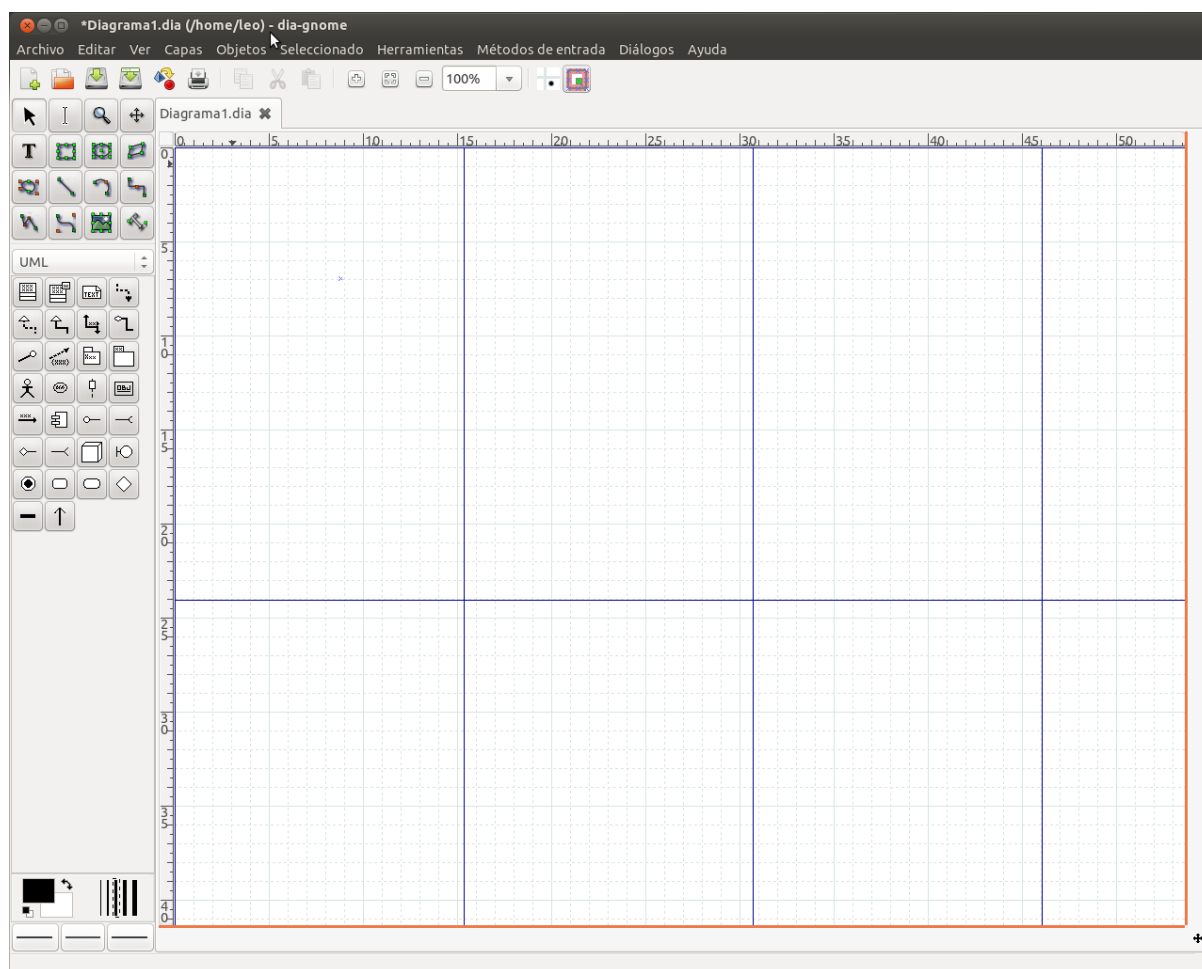 *Diagrama1.dia (/home/leo) - dia-gnome
Archivo Editar Ver Capas Objetos Seleccionado Herramientas Métodos de entrada Diálogos Ayuda
100%
Diagrama1.dia
0 5 10 15 20 25 30 35 40 45 50
T
UML
TEXT
OBJ
0
5
10
15
20
25
30
35
40